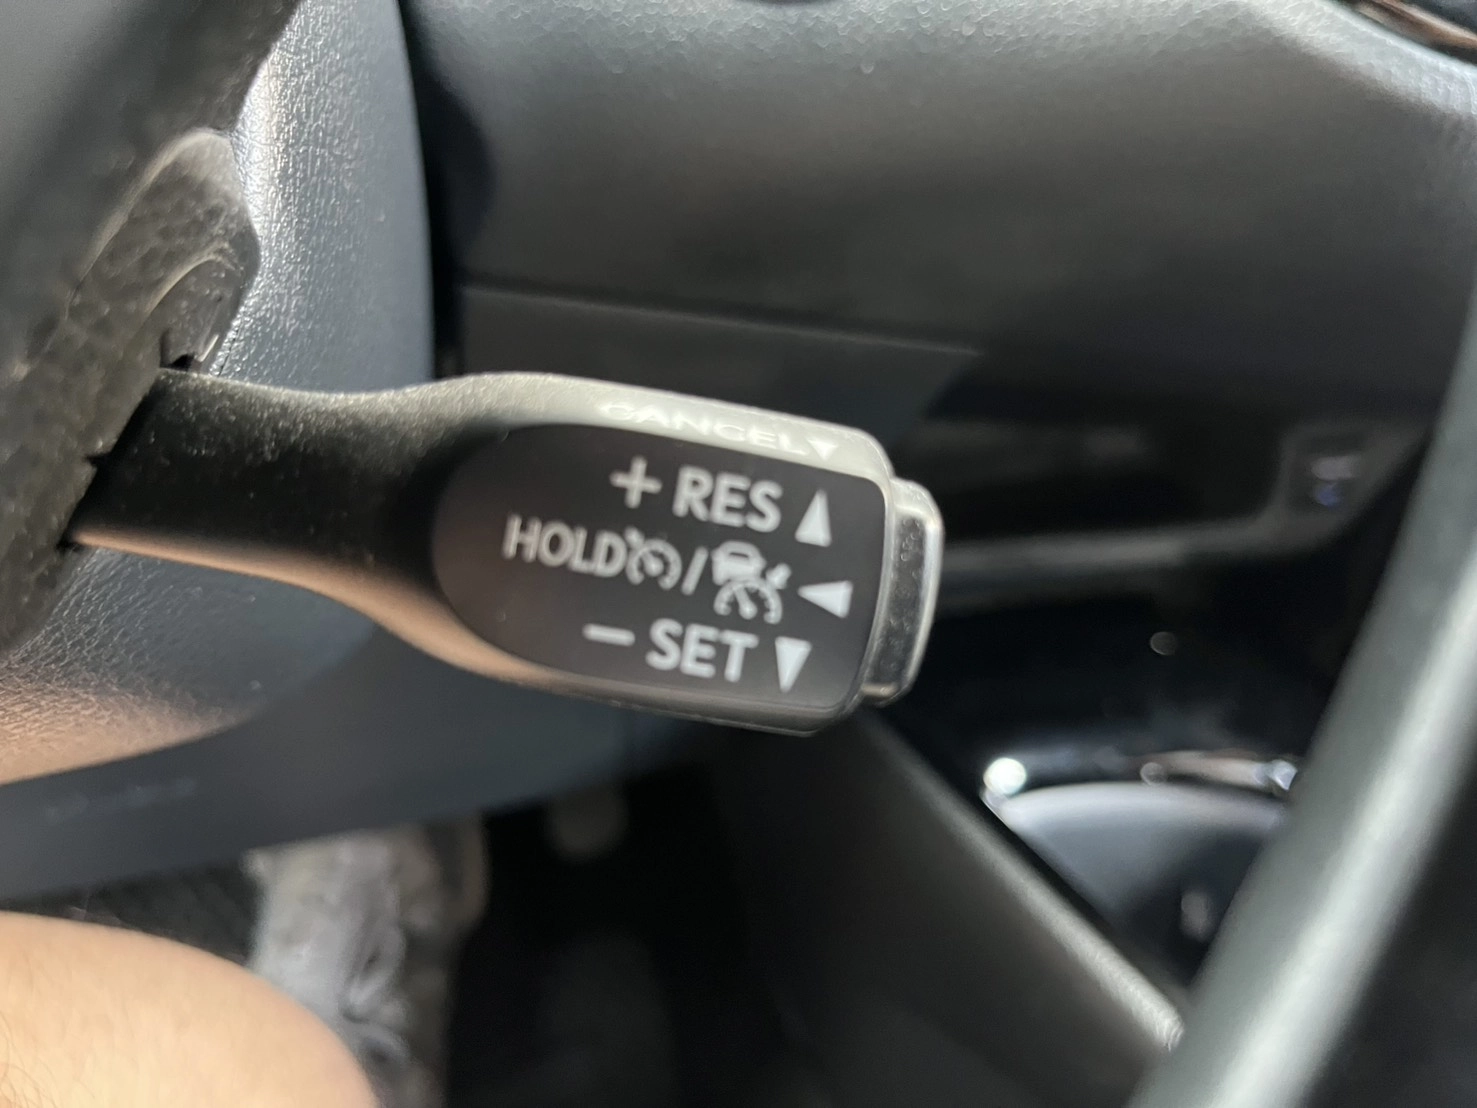 CANCEL
+ RES
HOLD /
− SET